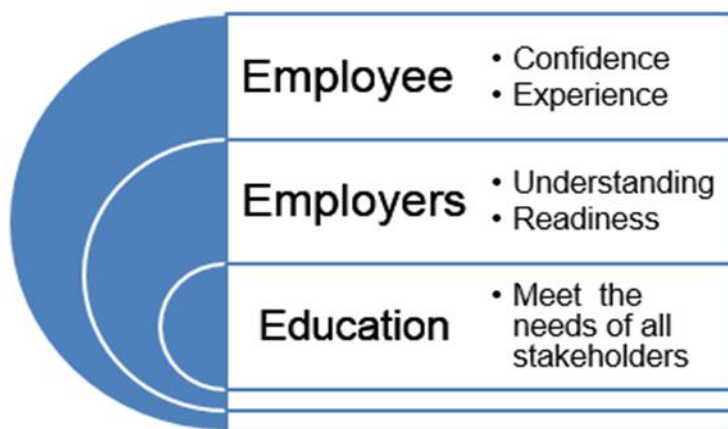 Employee
• Confidence
• Experience
Employers
• Understanding
• Readiness
Education
• Meet the
needs of all
stakeholders